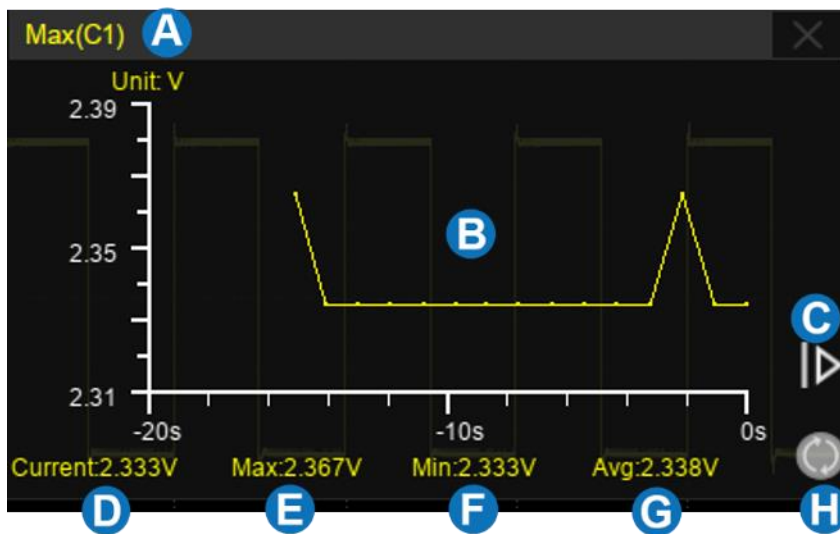 Max(C1) A
Unit: V
2.39
B
2.35
C
2.31
-20s -10s 0s
Current:2.333V Max:2.367V Min:2.333V Avg:2.338V
D E F G H